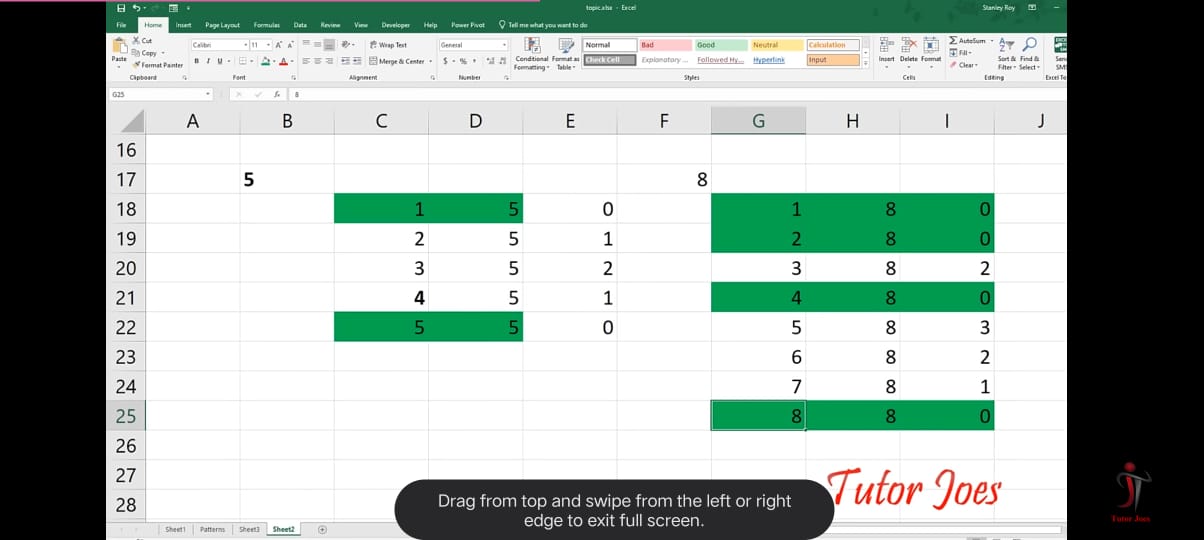 topic.xlsx - Excel
Stanley Roy
File Home Insert Page Layout Formulas Data Review View Developer Help Power Pivot Tell me what you want to do
Paste
Cut
Copy
Format Painter
Clipboard
Calibri 11
B I U
Font
Wrap Text
Merge & Center
Alignment
General
$ % ,
Number
Conditional Formatting
Format as Table
Normal Bad Good Neutral Calculation
Check Cell Explanatory ... Followed Hy... Hyperlink Input
Styles
Insert Delete Format
Cells
AutoSum
Fill
Clear
Sort & Filter
Find & Select
Editing
G25 fx 8
A B C D E F G H I J
16
17 5 8
18 1 5 0 1 8 0
19 2 5 1 2 8 0
20 3 5 2 3 8 2
21 4 5 1 4 8 0
22 5 5 0 5 8 3
23 6 8 2
24 7 8 1
25 8 8 0
26
27
28
Tutor Joes
Drag from top and swipe from the left or right
edge to exit full screen.
Sheet1 Patterns Sheet3 Sheet2
Tutor Joes